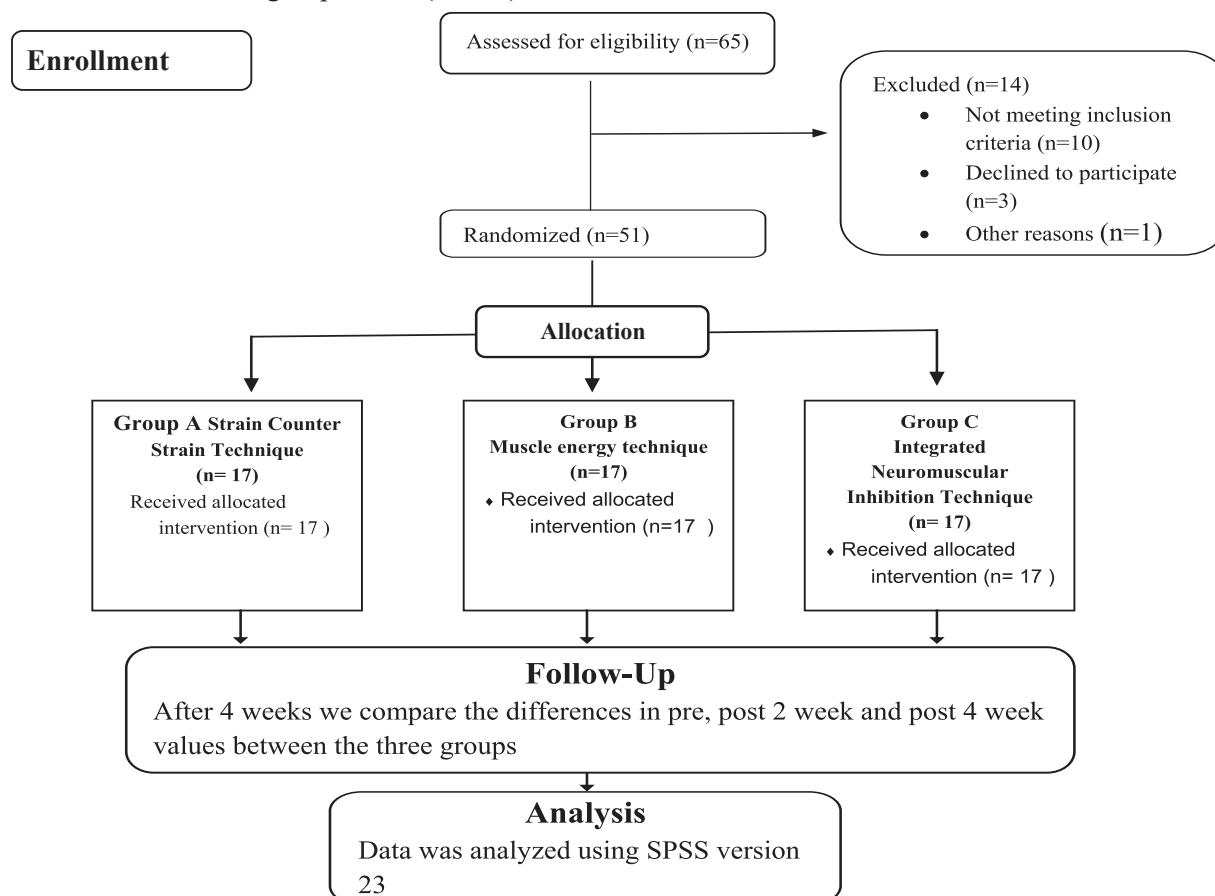 Assessed for eligibility (n=65)
Enrollment
Excluded (n=14)
● Not meeting inclusion
criteria (n=10)
● Declined to participate
(n=3)
● Other reasons (n=1)
Randomized (n=51)
Allocation
Group A Strain Counter
Strain Technique
(n= 17)
Received allocated
intervention (n= 17 )
Group B
Muscle energy technique
(n=17)
♦ Received allocated
intervention (n=17 )
Group C
Integrated
Neuromuscular
Inhibition Technique
(n= 17)
♦ Received allocated
intervention (n= 17 )
Follow-Up
After 4 weeks we compare the differences in pre, post 2 week and post 4 week
values between the three groups
Analysis
Data was analyzed using SPSS version
23